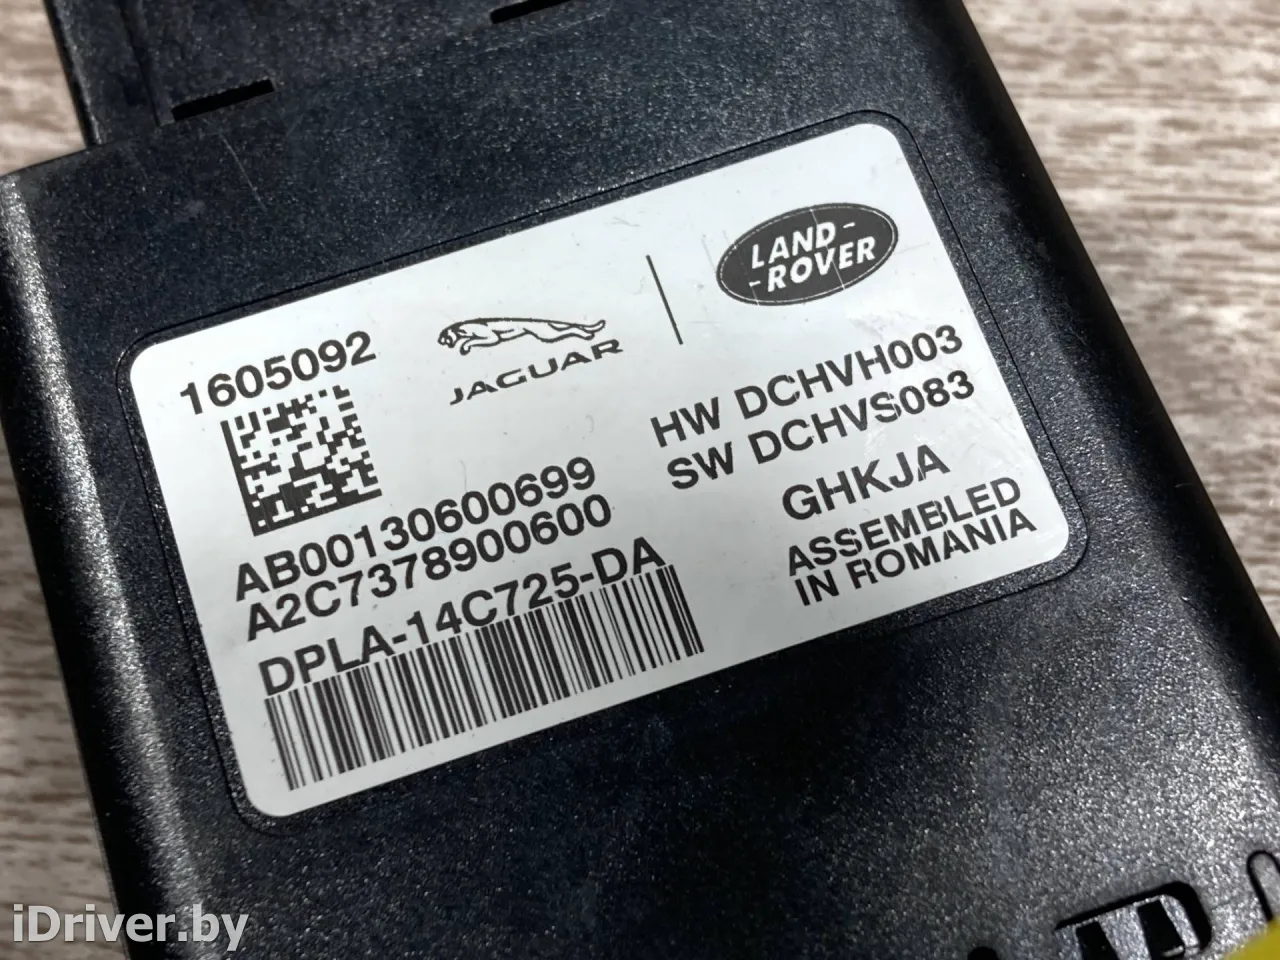 1605092
JAGUAR
LAND-
-ROVER
HW DCHVH003
SW DCHVS083
AB00130600699
A2C7378900600
DPLA-14C725-DA
GHKJA
ASSEMBLED
IN ROMANIA
iDriver.by